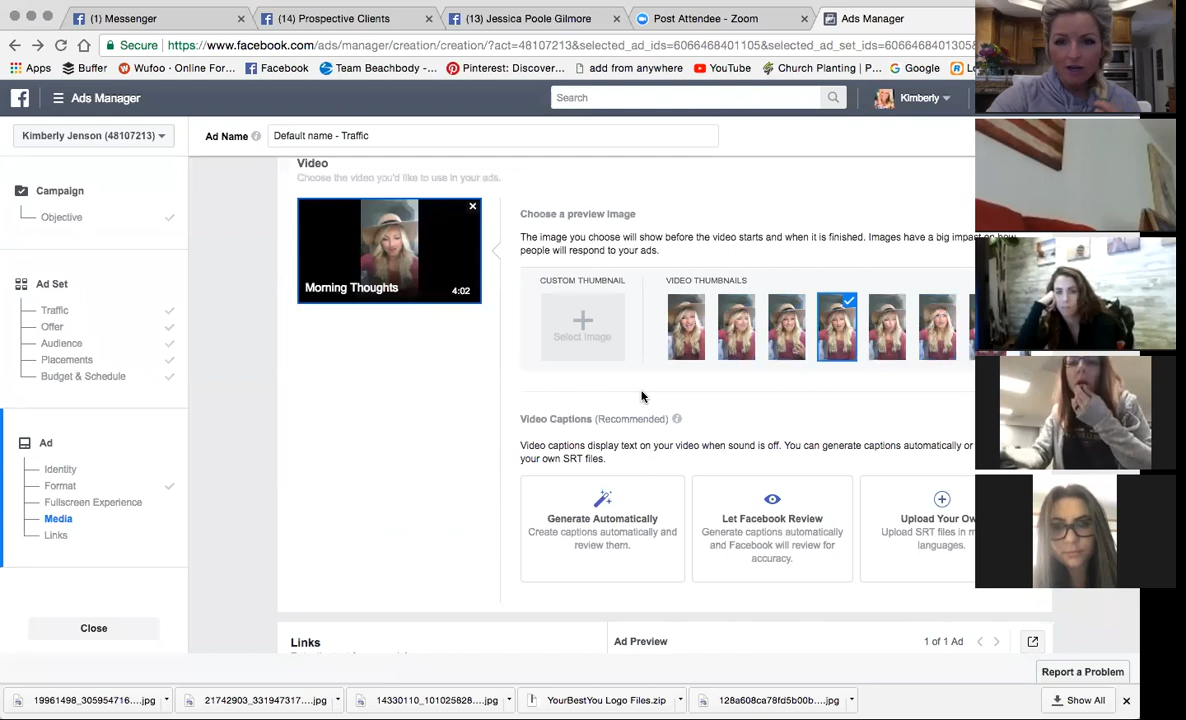 (1) Messenger
(14) Prospective Clients
(13) Jessica Poole Gilmore
Post Attendee - Zoom
Ads Manager
Secure
https://www.facebook.com/ads/manager/creation/creation/?act=48107213&selected_ad_ids=6066468401105&selected_ad_set_ids=6066468401305
Apps
Buffer
Wufoo - Online For...
Facebook
Team Beachbody -...
Pinterest: Discover...
add from anywhere
YouTube
Church Planting | P...
Google
Ads Manager
Search
Kimberly
Kimberly Jenson (48107213)
Ad Name
Default name - Traffic
Campaign
Objective
Ad Set
Traffic
Offer
Audience
Placements
Budget & Schedule
Ad
Identity
Format
Fullscreen Experience
Media
Links
Close
Video
Choose the video you'd like to use in your ads.
Morning Thoughts
4:02
Choose a preview image
The image you choose will show before the video starts and when it is finished. Images have a big impact on how
people will respond to your ads.
CUSTOM THUMBNAIL
VIDEO THUMBNAILS
Select Image
Video Captions (Recommended)
Video captions display text on your video when sound is off. You can generate captions automatically or
your own SRT files.
Generate Automatically
Create captions automatically and
review them.
Let Facebook Review
Generate captions automatically
and Facebook will review for
accuracy.
Upload Your Ow
Upload SRT files in m
languages.
Links
Ad Preview
1 of 1 Ad
Report a Problem
19961498_305954716....jpg
21742903_331947317....jpg
14330110_101025828....jpg
YourBestYou Logo Files.zip
128a608ca78fd5b00b....jpg
Show All